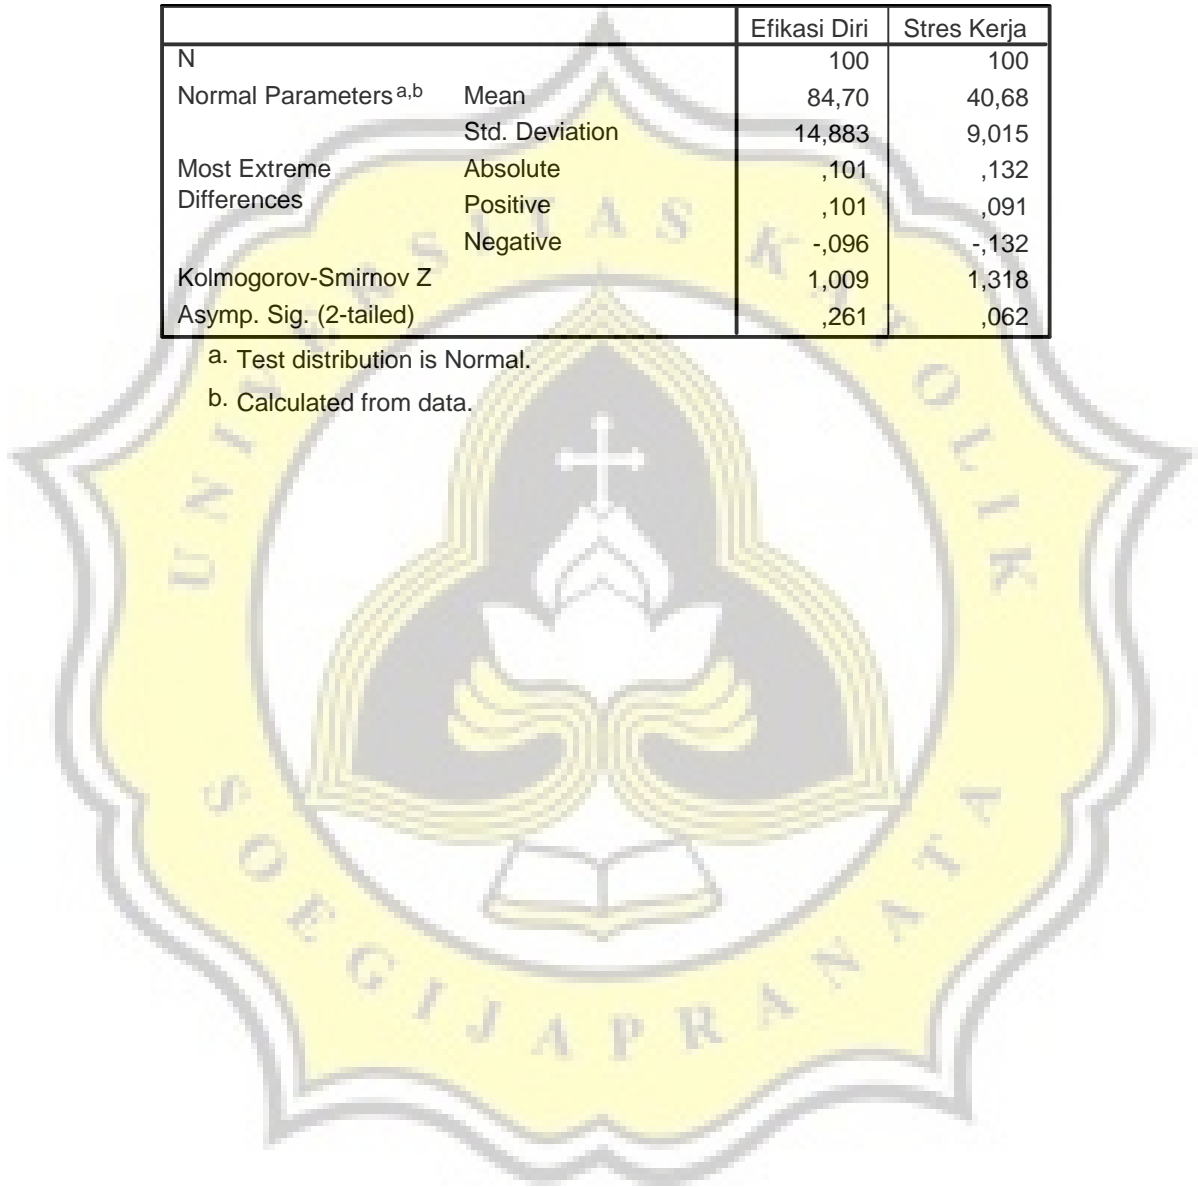 Efikasi Diri Stres Kerja
N 100 100
Normal Parameters a,b Mean 84,70 40,68
Std. Deviation 14,883 9,015
Most Extreme Differences Absolute ,101 ,132
Positive ,101 ,091
Negative -,096 -,132
Kolmogorov-Smirnov Z 1,009 1,318
Asymp. Sig. (2-tailed) ,261 ,062
a. Test distribution is Normal.
b. Calculated from data.
UNIVERSITAS KATOLIK
SOEGIJAPRANATA